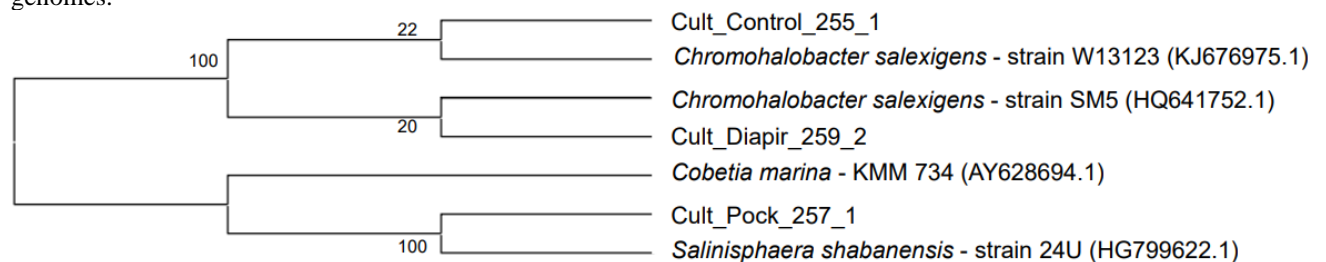 genomes.
Cult_Control_255_1
22
Chromohalobacter salexigens - strain W13123 (KJ676975.1)
100
Chromohalobacter salexigens - strain SM5 (HQ641752.1)
20
Cult_Diapir_259_2
Cobetia marina - KMM 734 (AY628694.1)
Cult_Pock_257_1
100
Salinisphaera shabanensis - strain 24U (HG799622.1)